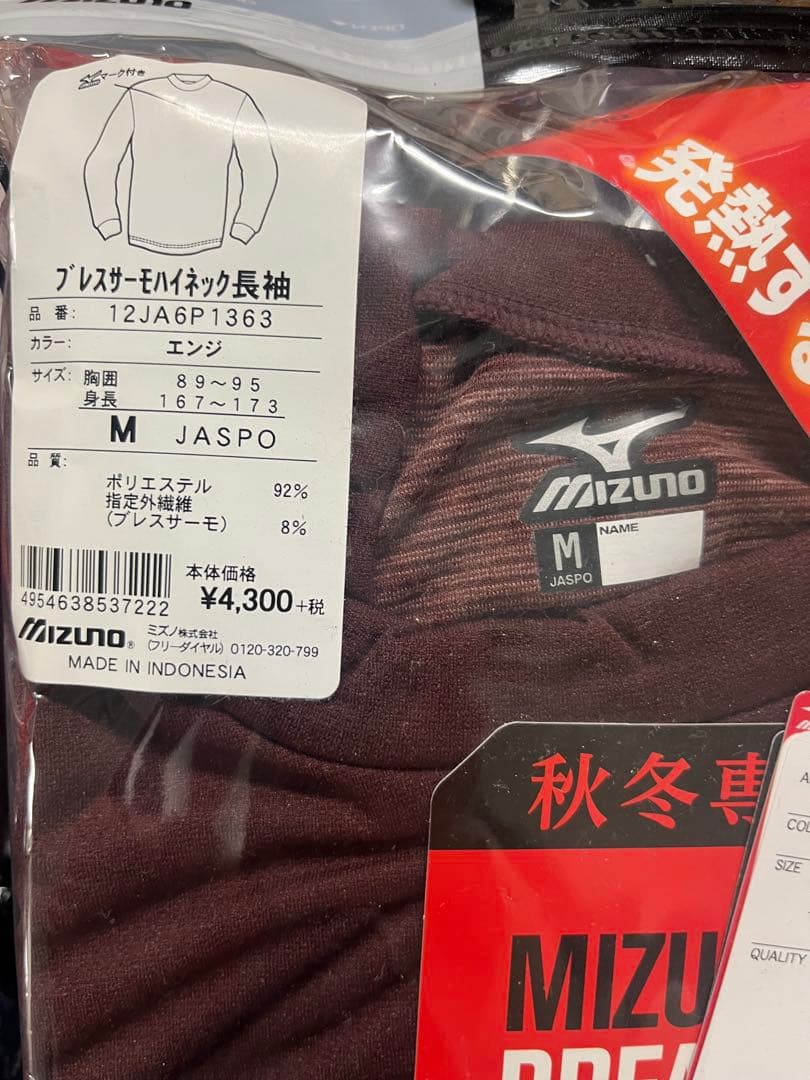 マーク付き
ブレスサーモハイネック長袖
品番: 12JA6P1363
カラー: エンジ
サイズ: 胸囲 89~95
身長 167~173
M JASPO
品質:
ポリエステル 92%
指定外繊維
(ブレスサーモ) 8%
4954638537222
本体価格
¥4,300+税
MIZUNO® ミズノ株式会社
(フリーダイヤル) 0120-320-799
MADE IN INDONESIA
発熱する
MIZUNO
M NAME
JASPO
秋冬専
MIZU
SIZE
QUALITY